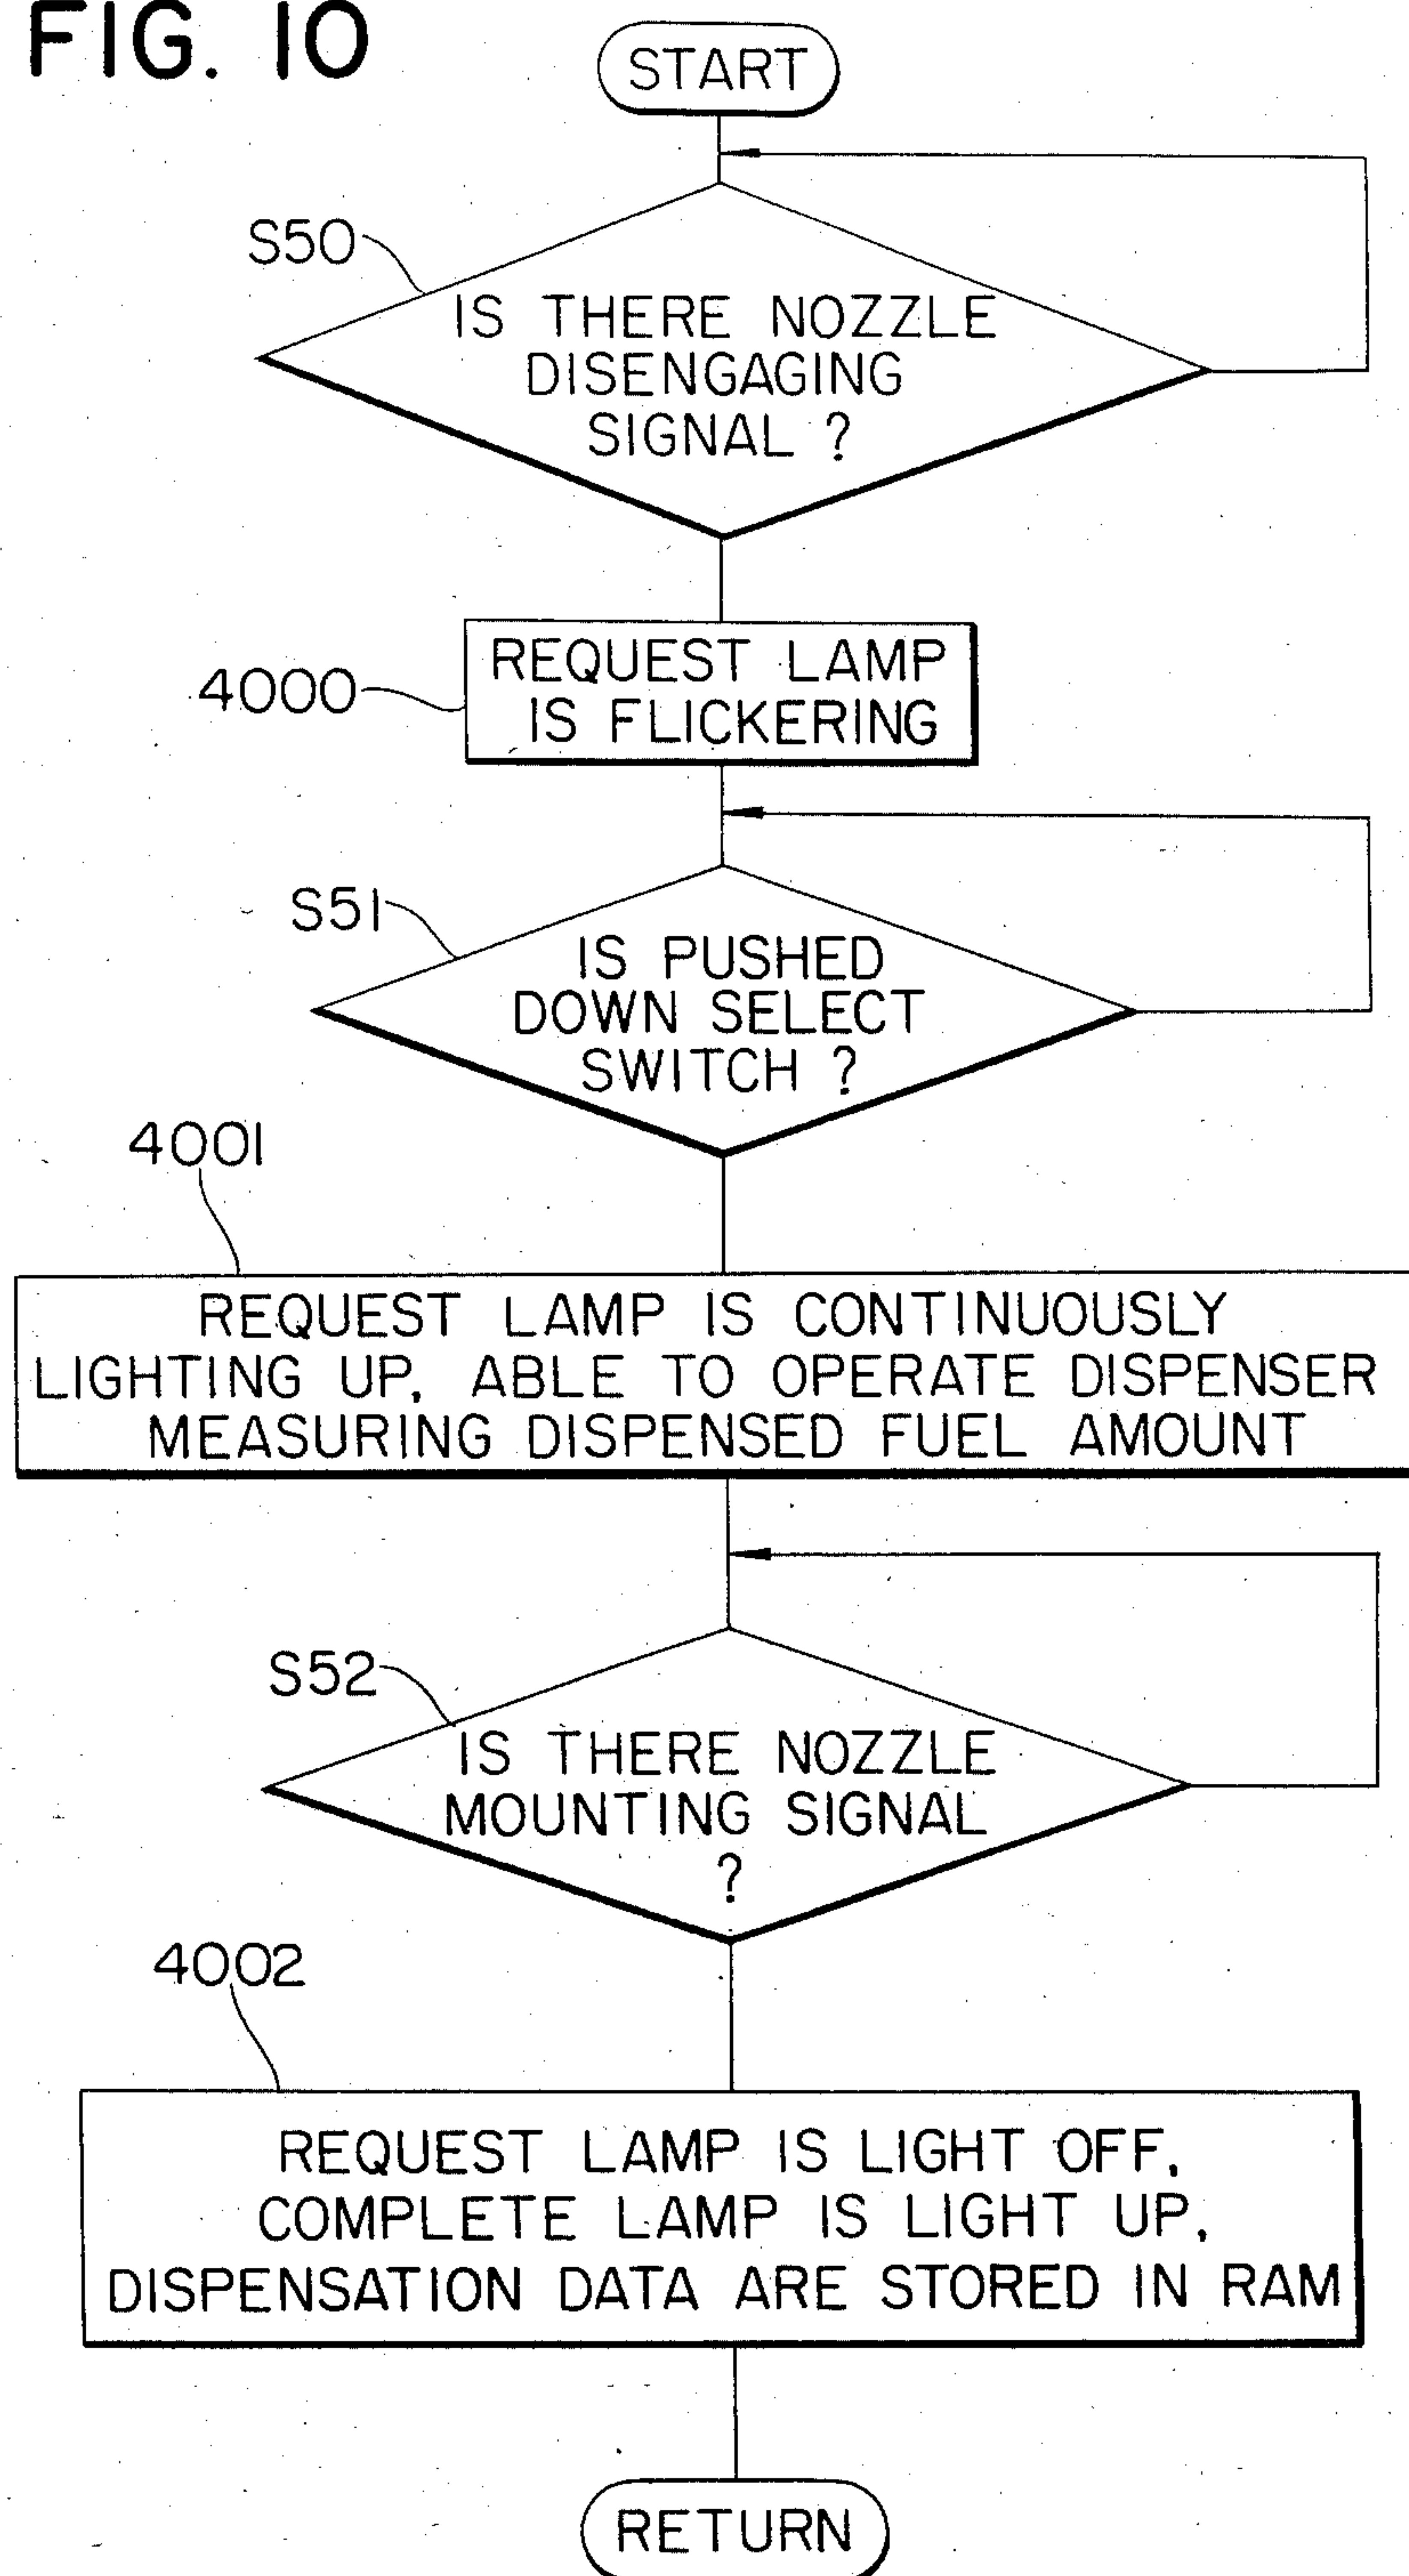 FIG. 10
START
S50
IS THERE NOZZLE
DISENGAGING
SIGNAL ?
4000
REQUEST LAMP
IS FLICKERING
S51
IS PUSHED
DOWN SELECT
SWITCH ?
4001
REQUEST LAMP IS CONTINUOUSLY
LIGHTING UP, ABLE TO OPERATE DISPENSER
MEASURING DISPENSED FUEL AMOUNT
S52
IS THERE NOZZLE
MOUNTING SIGNAL
?
4002
REQUEST LAMP IS LIGHT OFF,
COMPLETE LAMP IS LIGHT UP,
DISPENSATION DATA ARE STORED IN RAM
RETURN